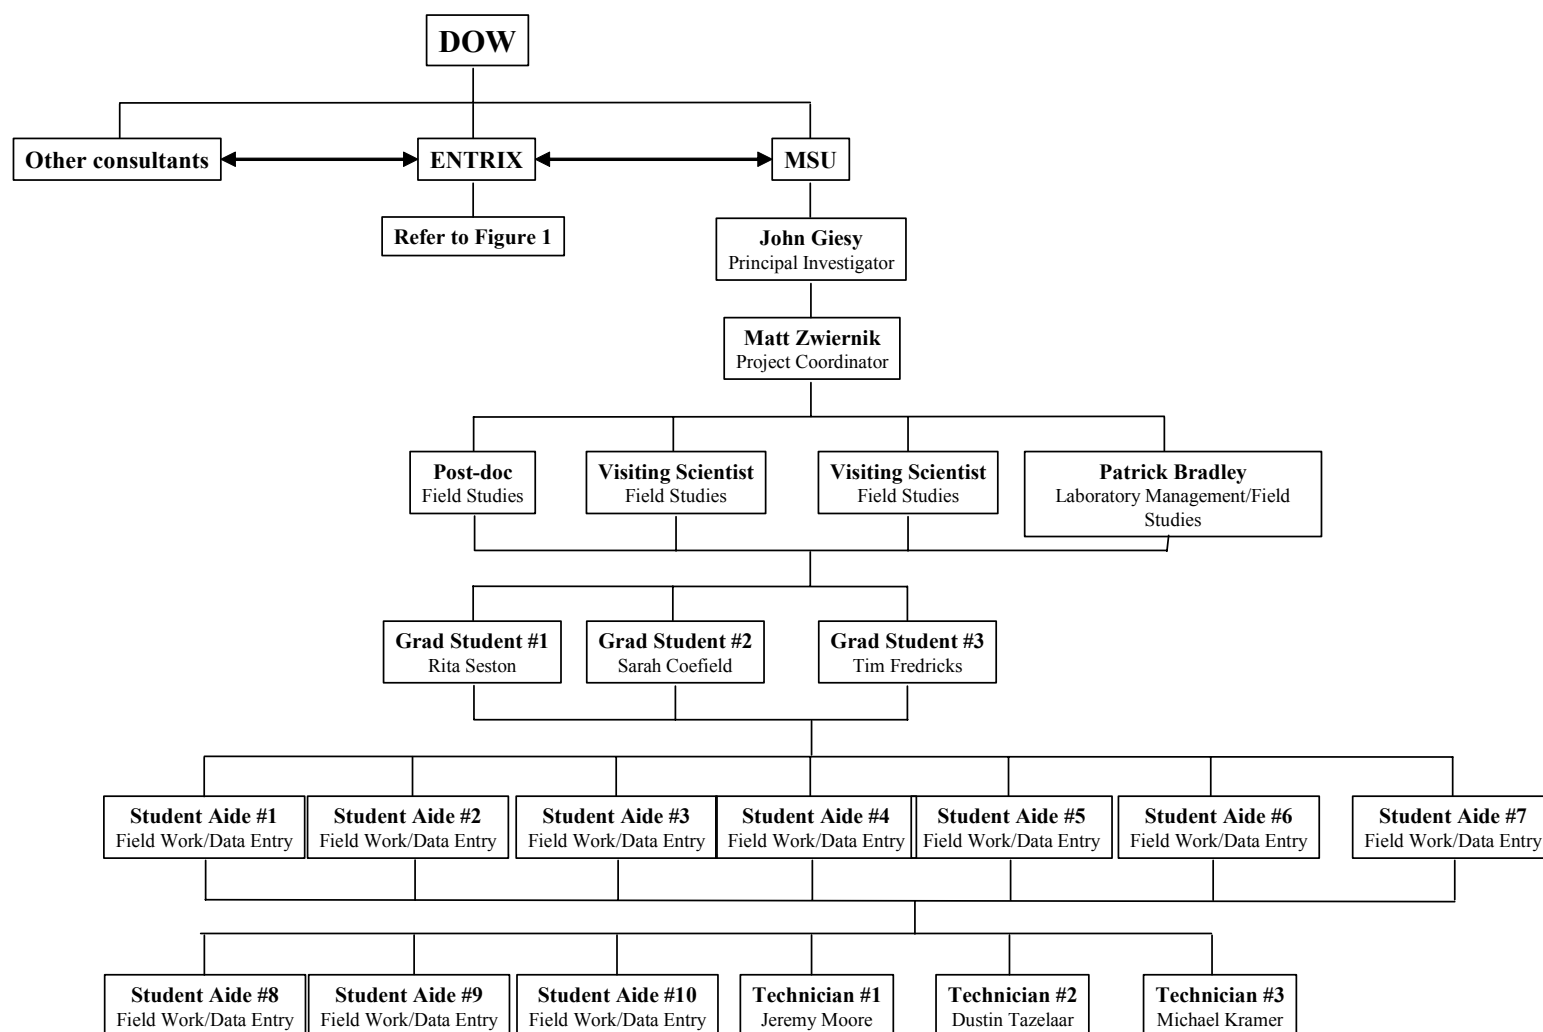 DOW
Other consultants
ENTRIX
MSU
Refer to Figure 1
John Giesy
Principal Investigator
Matt Zwiernik
Project Coordinator
Post-doc
Field Studies
Visiting Scientist
Field Studies
Visiting Scientist
Field Studies
Patrick Bradley
Laboratory Management/Field
Studies
Grad Student #1
Rita Seston
Grad Student #2
Sarah Coefield
Grad Student #3
Tim Fredricks
Student Aide #1
Field Work/Data Entry
Student Aide #2
Field Work/Data Entry
Student Aide #3
Field Work/Data Entry
Student Aide #4
Field Work/Data Entry
Student Aide #5
Field Work/Data Entry
Student Aide #6
Field Work/Data Entry
Student Aide #7
Field Work/Data Entry
Student Aide #8
Field Work/Data Entry
Student Aide #9
Field Work/Data Entry
Student Aide #10
Field Work/Data Entry
Technician #1
Jeremy Moore
Technician #2
Dustin Tazelaar
Technician #3
Michael Kramer